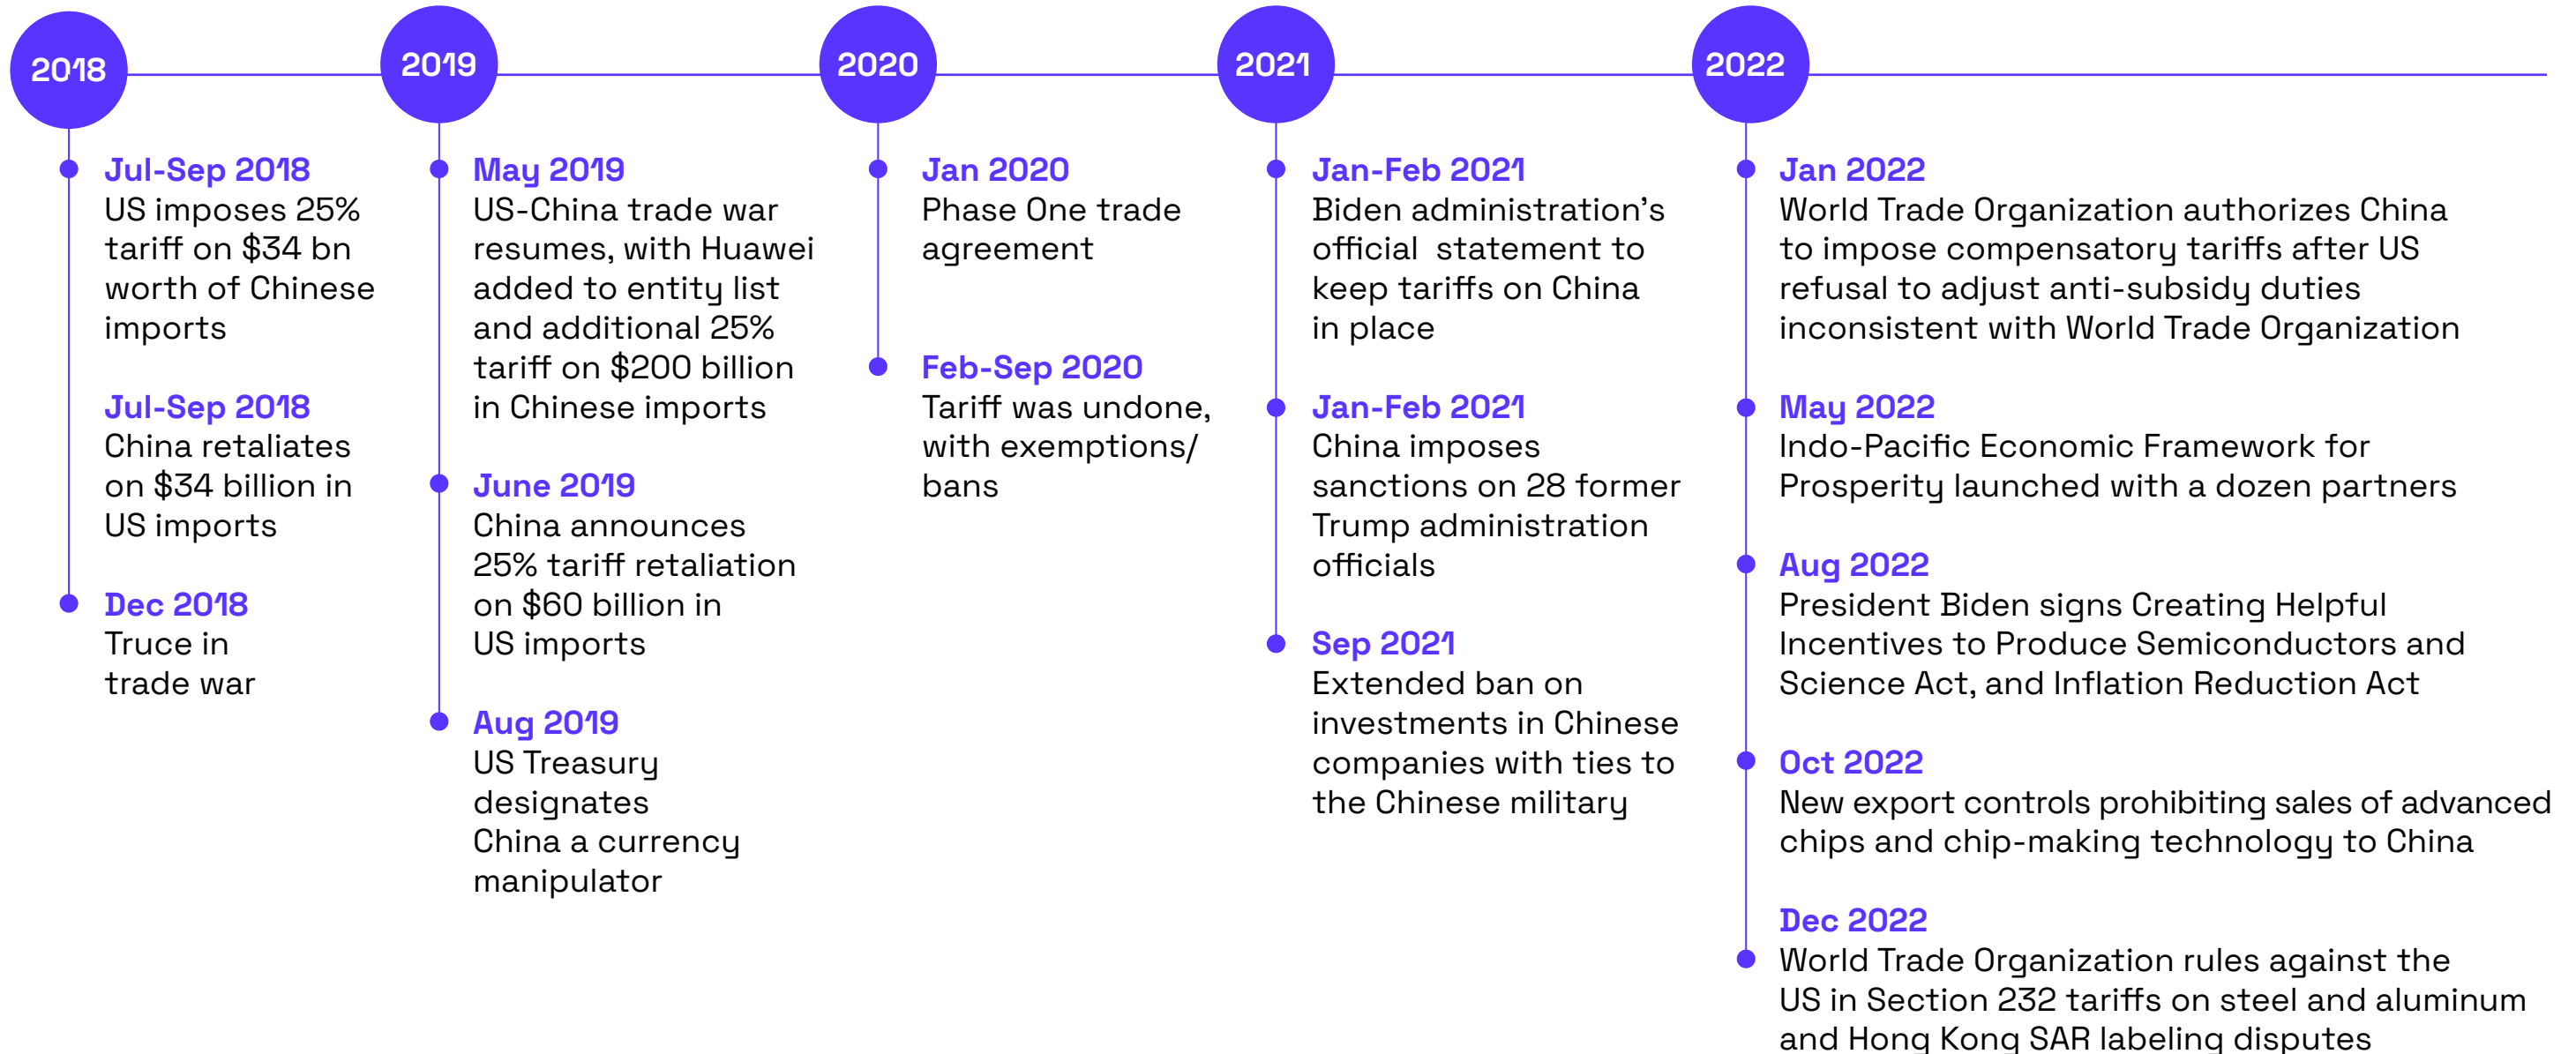 2018
2019
2020
2021
2022
Jul-Sep 2018
US imposes 25%
tariff on $34 bn
worth of Chinese
imports
Jul-Sep 2018
China retaliates
on $34 billion in
US imports
Dec 2018
Truce in
trade war
May 2019
US-China trade war
resumes, with Huawei
added to entity list
and additional 25%
tariff on $200 billion
in Chinese imports
June 2019
China announces
25% tariff retaliation
on $60 billion in
US imports
Aug 2019
US Treasury
designates
China a currency
manipulator
Jan 2020
Phase One trade
agreement
Feb-Sep 2020
Tariff was undone,
with exemptions/
bans
Jan-Feb 2021
Biden administration’s
official  statement to
keep tariffs on China
in place
Jan-Feb 2021
China imposes
sanctions on 28 former
Trump administration
officials
Sep 2021
Extended ban on
investments in Chinese
companies with ties to
the Chinese military
Jan 2022
World Trade Organization authorizes China
to impose compensatory tariffs after US
refusal to adjust anti-subsidy duties
inconsistent with World Trade Organization
May 2022
Indo-Pacific Economic Framework for
Prosperity launched with a dozen partners
Aug 2022
President Biden signs Creating Helpful
Incentives to Produce Semiconductors and
Science Act, and Inflation Reduction Act
Oct 2022
New export controls prohibiting sales of advanced
chips and chip-making technology to China
Dec 2022
World Trade Organization rules against the
US in Section 232 tariffs on steel and aluminum
and Hong Kong SAR labeling disputes